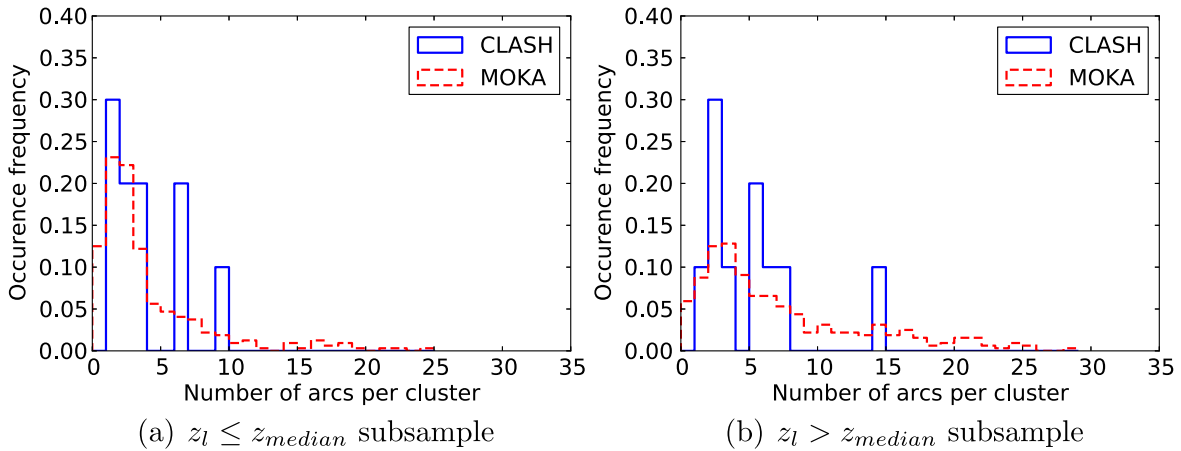 0.40
0.35
0.30
0.25
0.20
0.15
0.10
0.05
0.00
Occurence frequency
0 5 10 15 20 25 30 35
Number of arcs per cluster
CLASH
MOKA
(a) z_l ≤ z_median subsample
0.40
0.35
0.30
0.25
0.20
0.15
0.10
0.05
0.00
Occurence frequency
0 5 10 15 20 25 30 35
Number of arcs per cluster
CLASH
MOKA
(b) z_l > z_median subsample